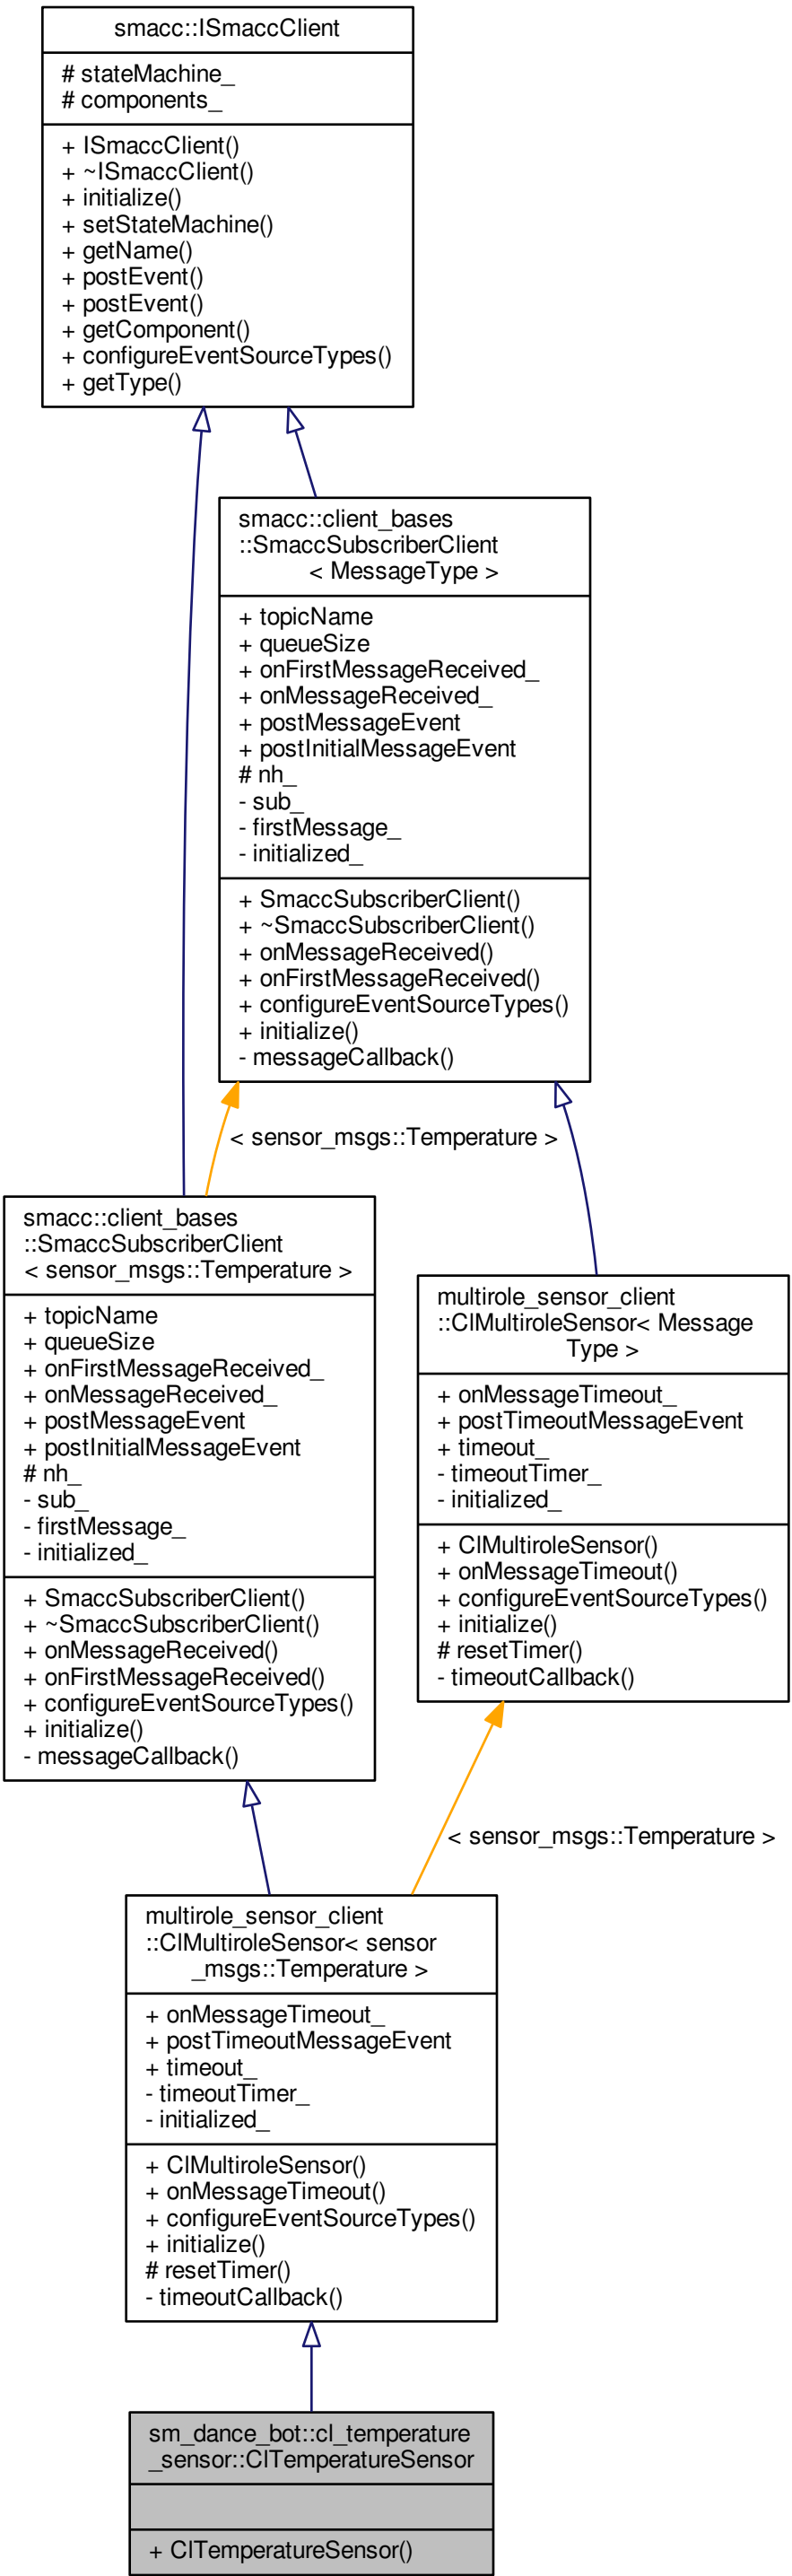 smacc::ISmaccClient
# stateMachine_
# components_
+ ISmaccClient()
+ ~ISmaccClient()
+ initialize()
+ setStateMachine()
+ getName()
+ postEvent()
+ postEvent()
+ getComponent()
+ configureEventSourceTypes()
+ getType()
smacc::client_bases
::SmaccSubscriberClient
< MessageType >
+ topicName
+ queueSize
+ onFirstMessageReceived_
+ onMessageReceived_
+ postMessageEvent
+ postInitialMessageEvent
# nh_
- sub_
- firstMessage_
- initialized_
+ SmaccSubscriberClient()
+ ~SmaccSubscriberClient()
+ onMessageReceived()
+ onFirstMessageReceived()
+ configureEventSourceTypes()
+ initialize()
- messageCallback()
< sensor_msgs::Temperature >
smacc::client_bases
::SmaccSubscriberClient
< sensor_msgs::Temperature >
+ topicName
+ queueSize
+ onFirstMessageReceived_
+ onMessageReceived_
+ postMessageEvent
+ postInitialMessageEvent
# nh_
- sub_
- firstMessage_
- initialized_
+ SmaccSubscriberClient()
+ ~SmaccSubscriberClient()
+ onMessageReceived()
+ onFirstMessageReceived()
+ configureEventSourceTypes()
+ initialize()
- messageCallback()
multirole_sensor_client
::ClMultiroleSensor< Message
Type >
+ onMessageTimeout_
+ postTimeoutMessageEvent
+ timeout_
- timeoutTimer_
- initialized_
+ ClMultiroleSensor()
+ onMessageTimeout()
+ configureEventSourceTypes()
+ initialize()
# resetTimer()
- timeoutCallback()
< sensor_msgs::Temperature >
multirole_sensor_client
::ClMultiroleSensor< sensor
_msgs::Temperature >
+ onMessageTimeout_
+ postTimeoutMessageEvent
+ timeout_
- timeoutTimer_
- initialized_
+ ClMultiroleSensor()
+ onMessageTimeout()
+ configureEventSourceTypes()
+ initialize()
# resetTimer()
- timeoutCallback()
sm_dance_bot::cl_temperature
_sensor::ClTemperatureSensor
+ ClTemperatureSensor()